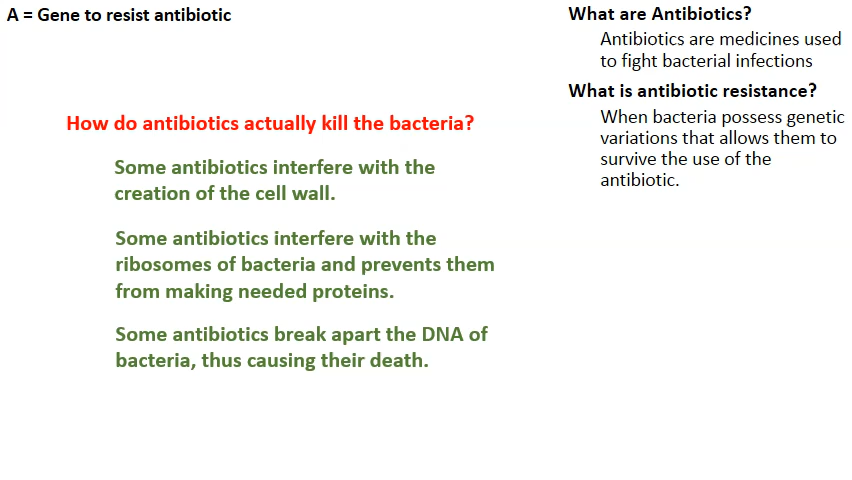 A = Gene to resist antibiotic
What are Antibiotics?
Antibiotics are medicines used
to fight bacterial infections
What is antibiotic resistance?
When bacteria possess genetic
variations that allows them to
survive the use of the
antibiotic.
How do antibiotics actually kill the bacteria?
Some antibiotics interfere with the
creation of the cell wall.
Some antibiotics interfere with the
ribosomes of bacteria and prevents them
from making needed proteins.
Some antibiotics break apart the DNA of
bacteria, thus causing their death.